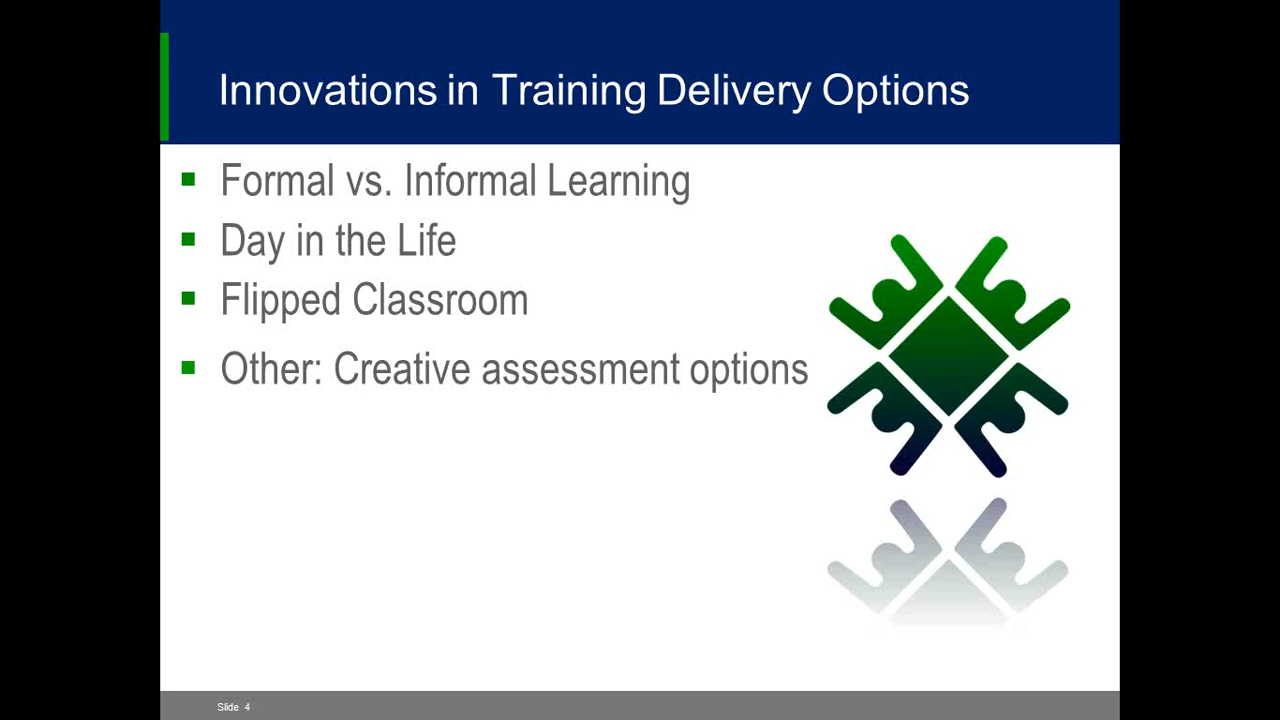 Innovations in Training Delivery Options
Formal vs. Informal Learning
Day in the Life
Flipped Classroom
Other: Creative assessment options
Slide 4